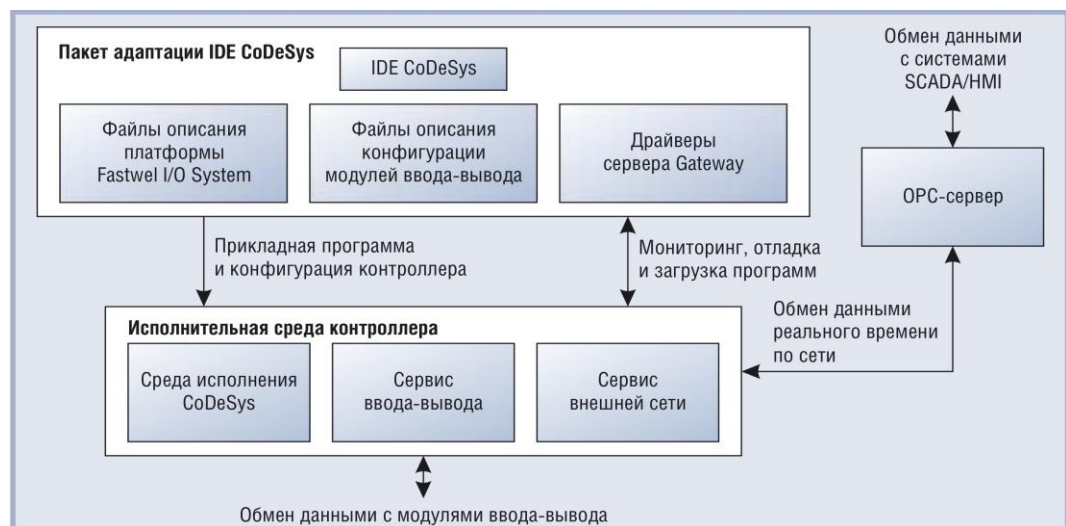 Пакет адаптации IDE CoDeSys
IDE CoDeSys
Файлы описания
платформы
Fastwel I/O System
Файлы описания
конфигурации
модулей ввода-вывода
Драйверы
сервера Gateway
Обмен данными
с системами
SCADA/HMI
OPC-сервер
Прикладная программа
и конфигурация контроллера
Мониторинг, отладка
и загрузка программ
Обмен данными
реального времени
по сети
Исполнительная среда контроллера
Среда исполнения
CoDeSys
Сервис
ввода-вывода
Сервис
внешней сети
Обмен данными с модулями ввода-вывода